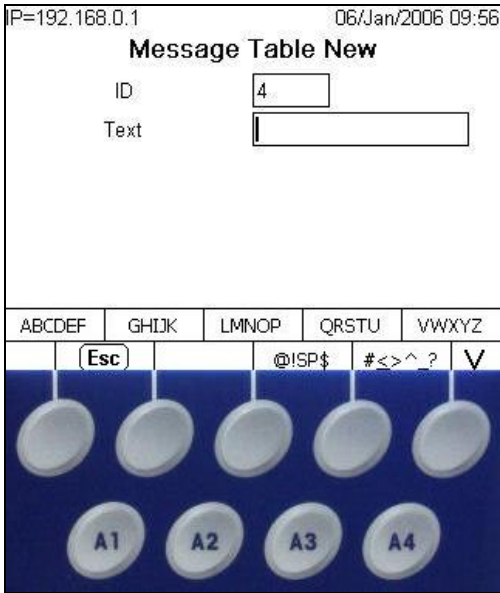 IP=192.168.0.1 06/Jan/2006 09:56
Message Table New
ID 4
Text
ABCDEF GHIJK LMNOP QRSTU VWXYZ
Esc @!SP$ #<>^_? V
A1 A2 A3 A4